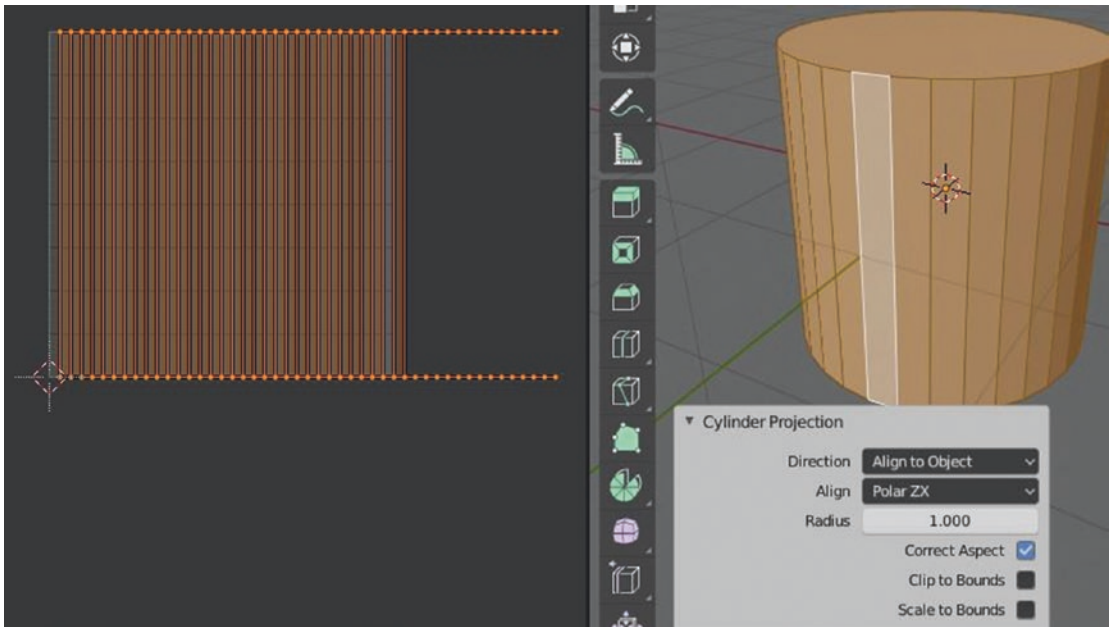 Cylinder Projection
Direction Align to Object
Align Polar ZX
Radius 1.000
Correct Aspect
Clip to Bounds
Scale to Bounds